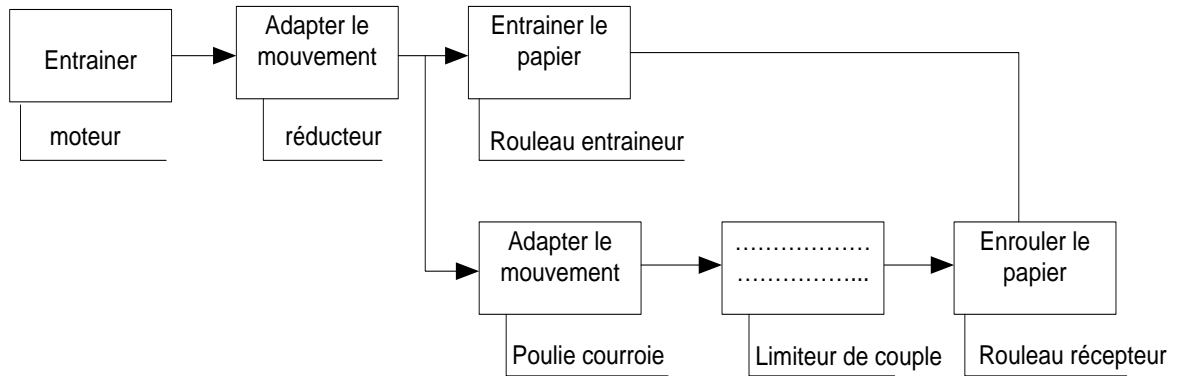 Entrainer
moteur
Adapter le
mouvement
réducteur
Entrainer le
papier
Rouleau entraineur
Adapter le
mouvement
Poulie courroie
………………
……………...
Limiteur de couple
Enrouler le
papier
Rouleau récepteur